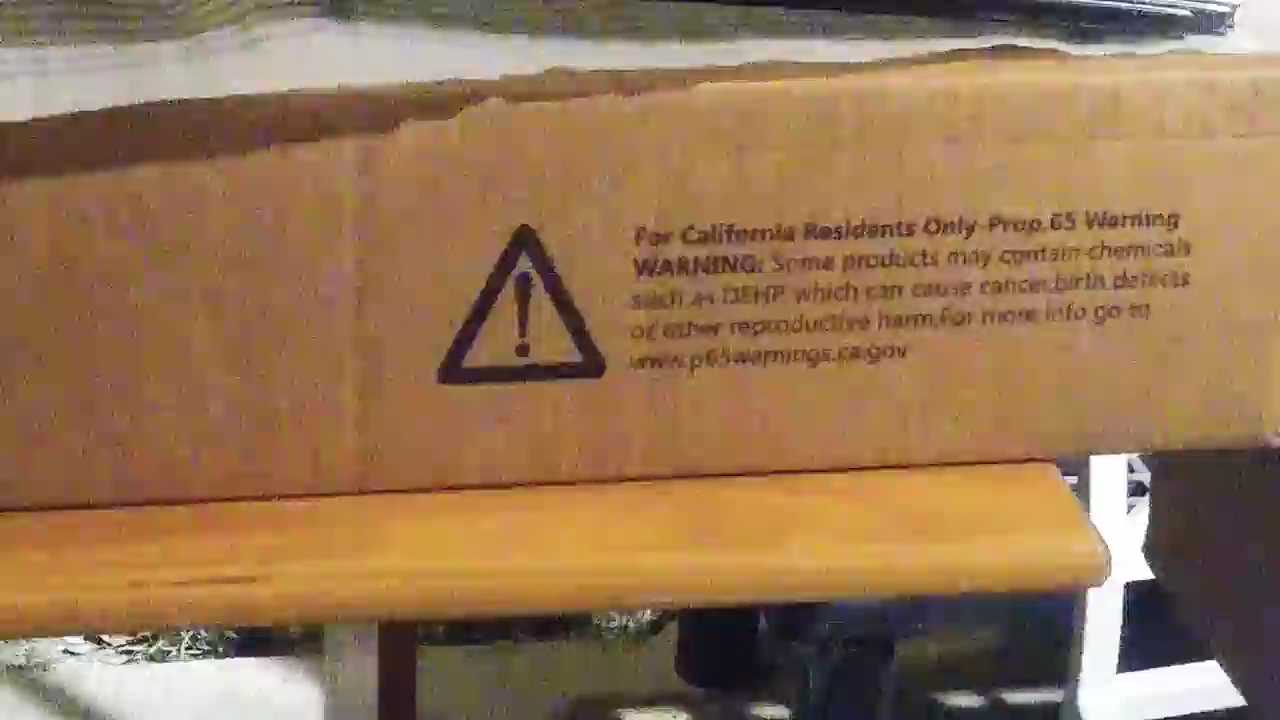 For California Residents Only Prop 65 Warning
WARNING: Some products may contain chemicals
such as DEHP which can cause cancer,birth defects
or other reproductive harm,For more info go to
www.p65warnings.ca.gov